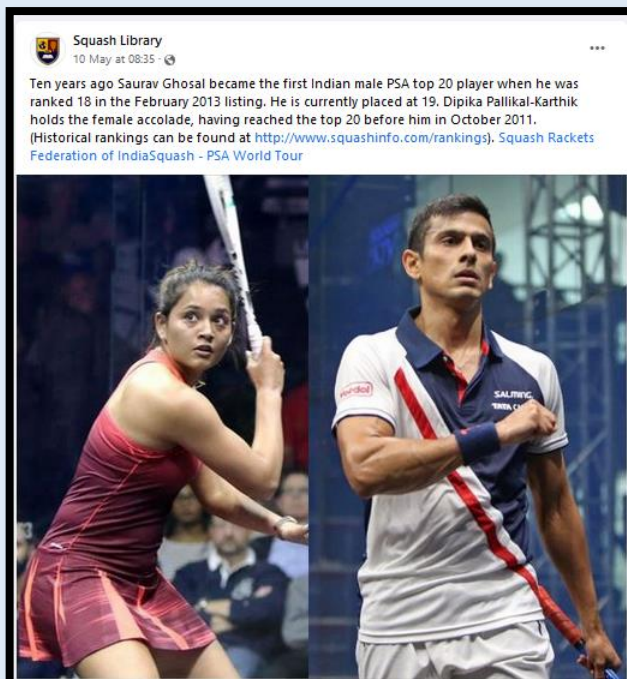 Squash Library
10 May at 08:35 ·
Ten years ago Saurav Ghosal became the first Indian male PSA top 20 player when he was
ranked 18 in the February 2013 listing. He is currently placed at 19. Dipika Pallikal-Karthik
holds the female accolade, having reached the top 20 before him in October 2011.
(Historical rankings can be found at http://www.squashinfo.com/rankings). Squash Rackets
Federation of IndiaSquash - PSA World Tour
SALMING
TATA